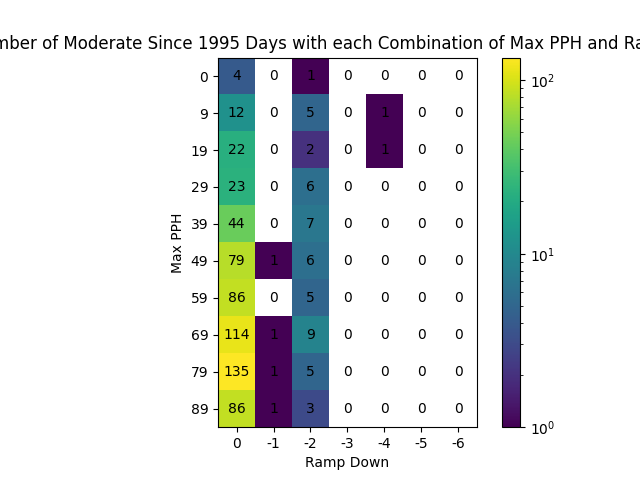 mber of Moderate Since 1995 Days with each Combination of Max PPH and Ra
0 4 0 1 0 0 0 0
9 12 0 5 0 1 0 0
19 22 0 2 0 1 0 0
29 23 0 6 0 0 0 0
39 44 0 7 0 0 0 0
49 79 1 6 0 0 0 0
59 86 0 5 0 0 0 0
69 114 1 9 0 0 0 0
79 135 1 5 0 0 0 0
89 86 1 3 0 0 0 0
0 -1 -2 -3 -4 -5 -6
Ramp Down
Max PPH
10²
10¹
10⁰